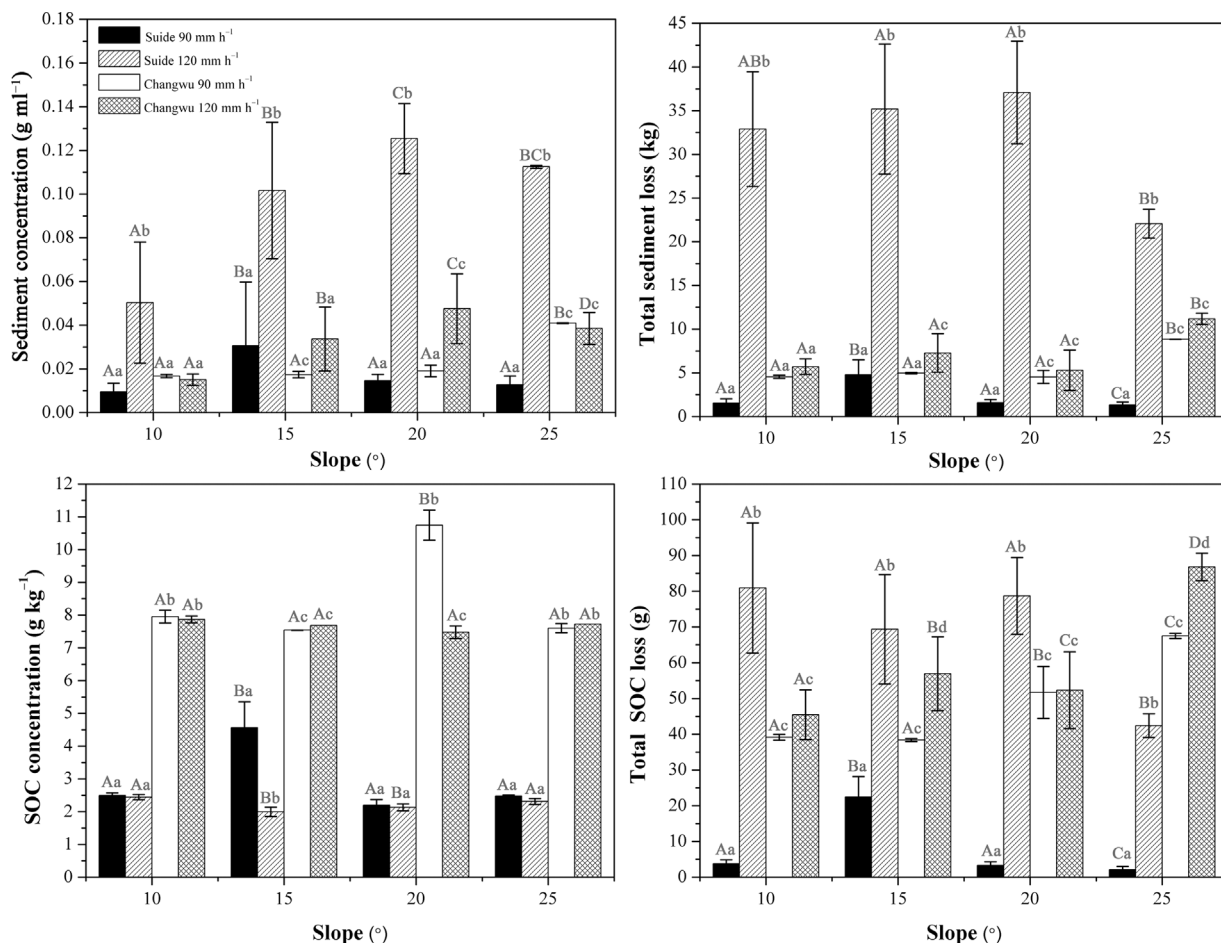 Sediment concentration (g ml⁻¹)
0.18
0.16
0.14
0.12
0.10
0.08
0.06
0.04
0.02
0.00
Suide 90 mm h⁻¹
Suide 120 mm h⁻¹
Changwu 90 mm h⁻¹
Changwu 120 mm h⁻¹
Aa Ab Aa Aa
Ba Bb Ac Ba
Aa Cb Aa Cc
Aa BCb Bc Dc
10 15 20 25
Slope (°)
Total sediment loss (kg)
45
40
35
30
25
20
15
10
5
0
Aa ABb Aa Aa
Ba Ab Aa Ac
Aa Ab Ac Ac
Ca Bb Bc Bc
10 15 20 25
Slope (°)
SOC concentration (g kg⁻¹)
12
11
10
9
8
7
6
5
4
3
2
1
0
Aa Aa Ab Ab
Ba Bb Ac Ac
Aa Ba Bb Ac
Aa Aa Ab Ab
10 15 20 25
Slope (°)
Total SOC loss (g)
110
100
90
80
70
60
50
40
30
20
10
0
Aa Ab Ac Ac
Ba Ab Ac Bd
Aa Ab Bc Cc
Ca Bb Cc Dd
10 15 20 25
Slope (°)